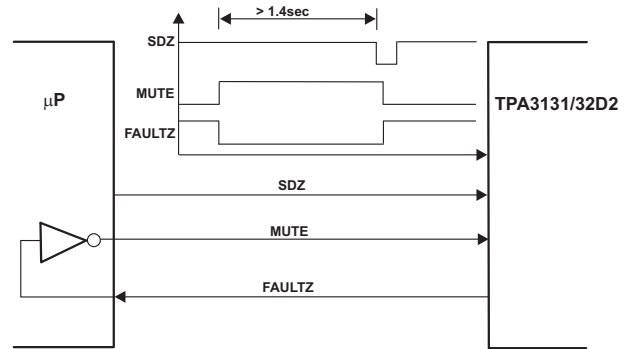 > 1.4sec
SDZ
MUTE
FAULTZ
μP
TPA3131/32D2
SDZ
MUTE
FAULTZ